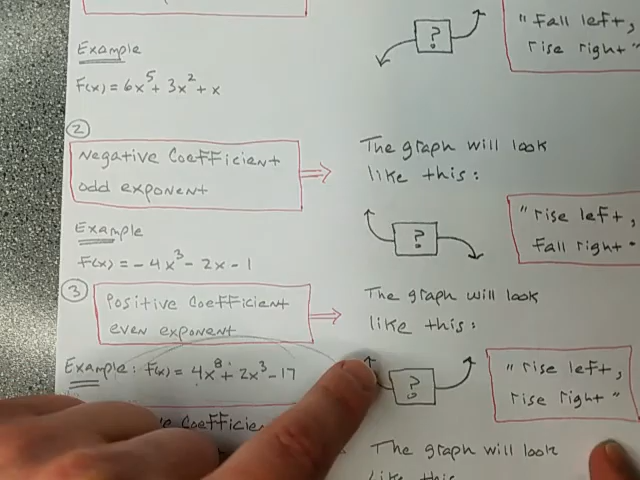 Example
F(x) = 6x⁵ + 3x² + x
?
"Fall left,
rise right"
②
Negative coefficient
odd exponent
The graph will look
like this:
Example
F(x) = -4x³ - 2x - 1
?
"rise left,
Fall right"
③
Positive coefficient
even exponent
The graph will look
like this:
Example: F(x) = 4x⁸ + 2x³ - 17
?
"rise left,
rise right"
coefficien
The graph will look
like this